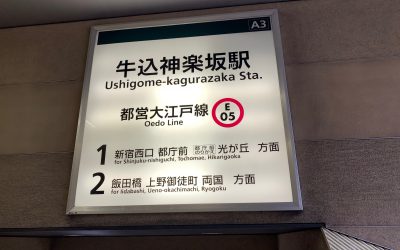 A3
牛込神楽坂駅
Ushigome-kagurazaka Sta.
都営大江戸線
Oedo Line
E
05
1 新宿西口 都庁前 光が丘 方面
for Shinjuku-nishiguchi, Tochomae, Hikarigaoka
2 飯田橋 上野御徒町 両国 方面
for Iidabashi, Ueno-okachimachi, Ryogoku